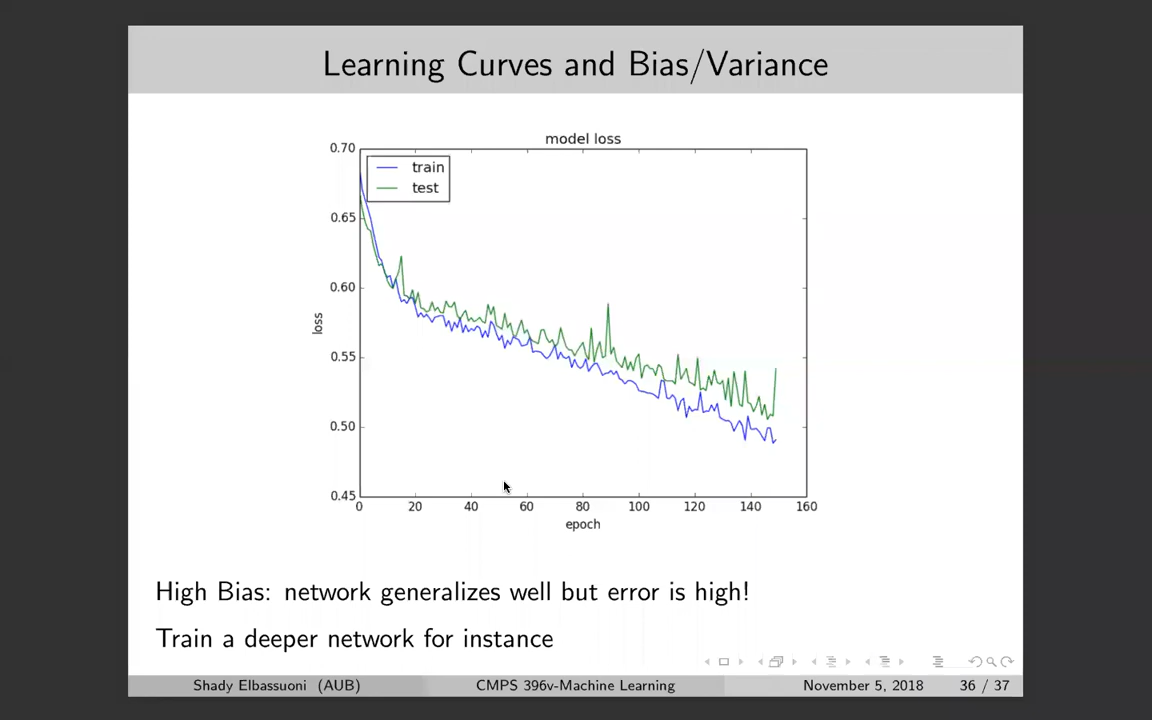 Learning Curves and Bias/Variance
model loss
0.70
train
test
0.65
0.60
loss
0.55
0.50
0.45
0 20 40 60 80 100 120 140 160
epoch
High Bias: network generalizes well but error is high!
Train a deeper network for instance
Shady Elbassuoni (AUB) CMPS 396v-Machine Learning November 5, 2018 36 / 37